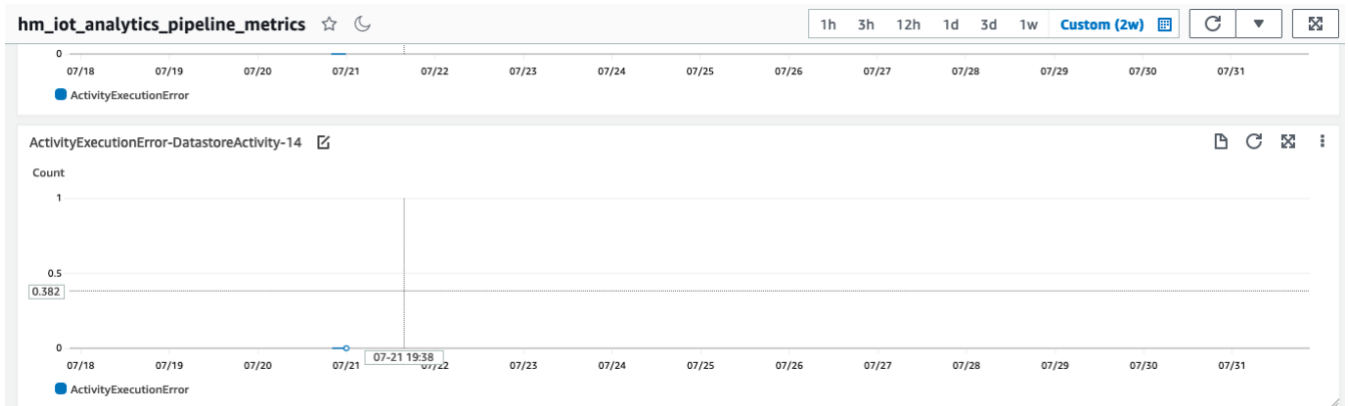 hm_iot_analytics_pipeline_metrics
1h 3h 12h 1d 3d 1w Custom (2w)
0
07/18 07/19 07/20 07/21 07/22 07/23 07/24 07/25 07/26 07/27 07/28 07/29 07/30 07/31
ActivityExecutionError
ActivityExecutionError-DatastoreActivity-14
Count
1
0.5
0.382
0
07-21 19:38
07/18 07/19 07/20 07/21 07/22 07/23 07/24 07/25 07/26 07/27 07/28 07/29 07/30 07/31
ActivityExecutionError